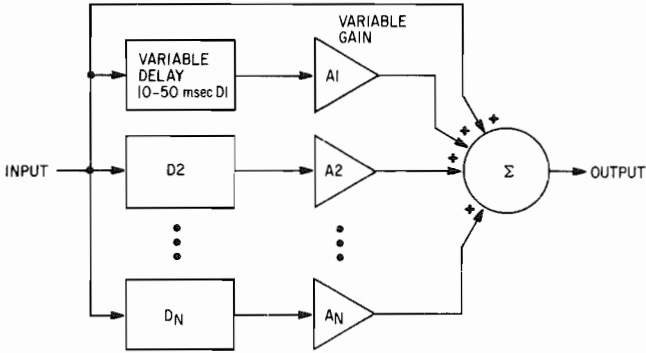 VARIABLE
GAIN
VARIABLE
DELAY
10-50 msec D1
A1
+
+
INPUT
D2
A2
+
Σ
OUTPUT
+
DN
AN